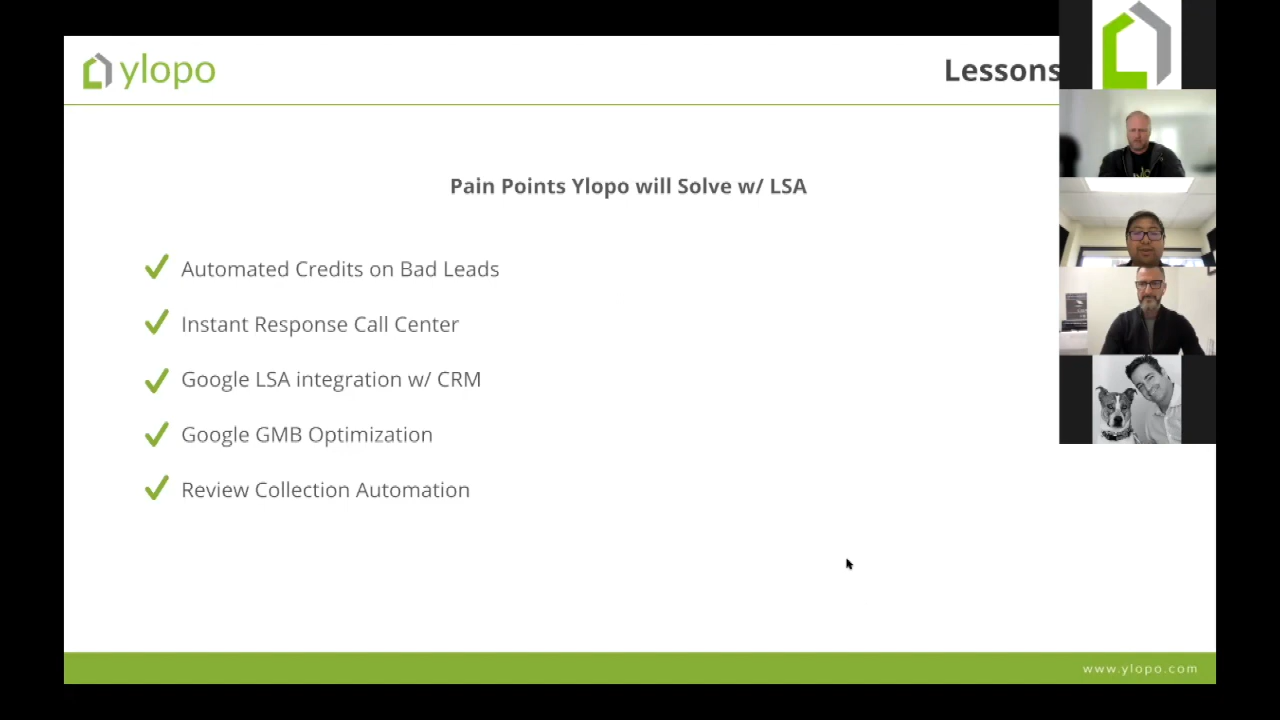 ylopo
Lessons
Pain Points Ylopo will Solve w/ LSA
Automated Credits on Bad Leads
Instant Response Call Center
Google LSA integration w/ CRM
Google GMB Optimization
Review Collection Automation
www.ylopo.com